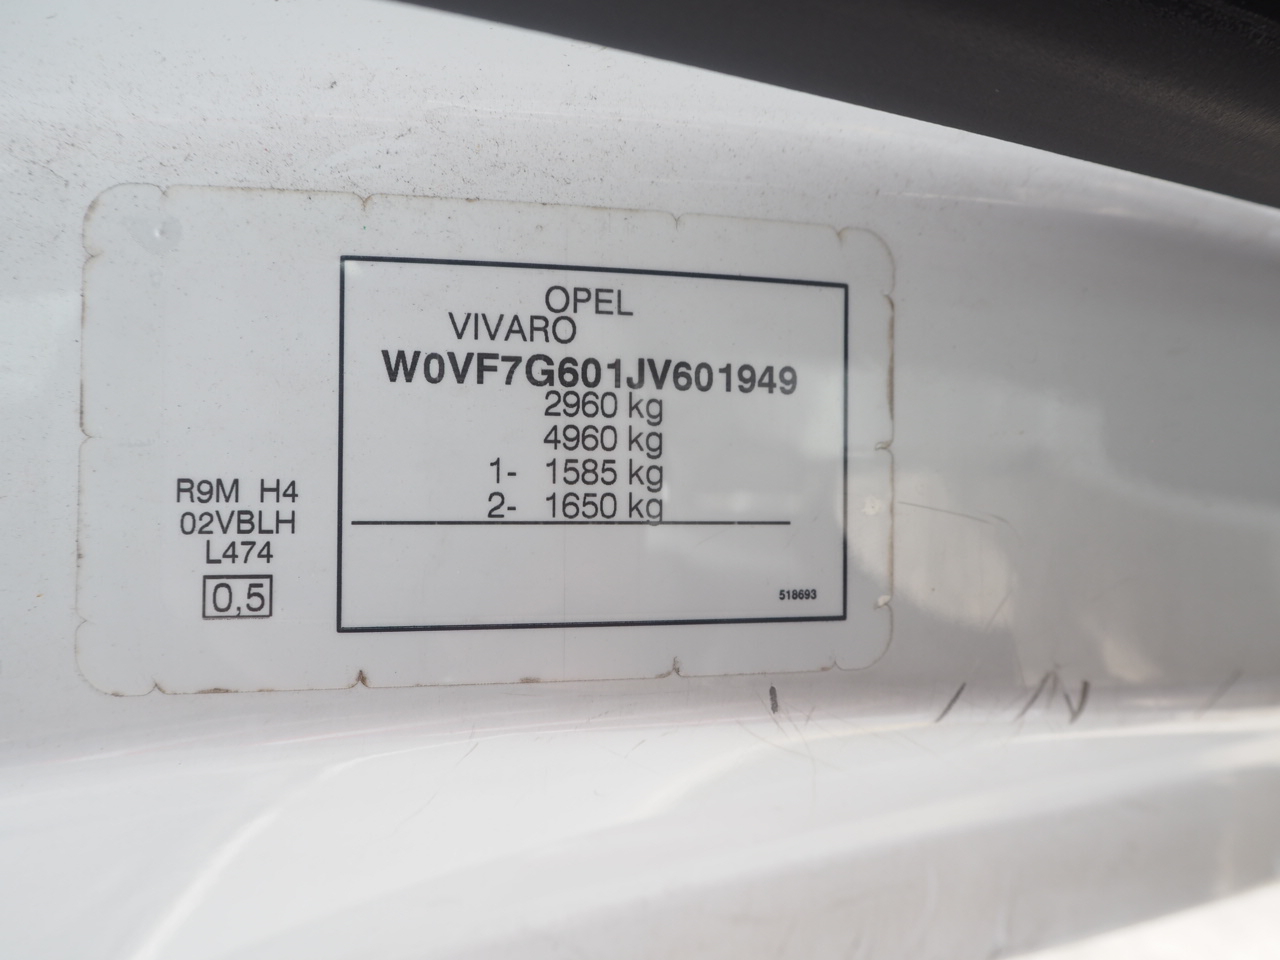 OPEL
VIVARO
W0VF7G601JV601949
2960 kg
4960 kg
1- 1585 kg
2- 1650 kg
518693
R9M H4
02VBLH
L474
0,5